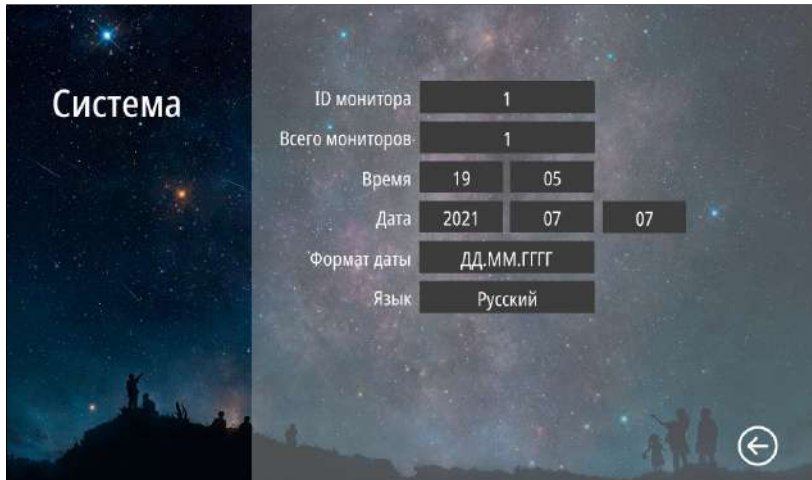 Система
ID монитора 1
Всего мониторов 1
Время 19 05
Дата 2021 07 07
Формат даты ДД.ММ.ГГГГ
Язык Русский